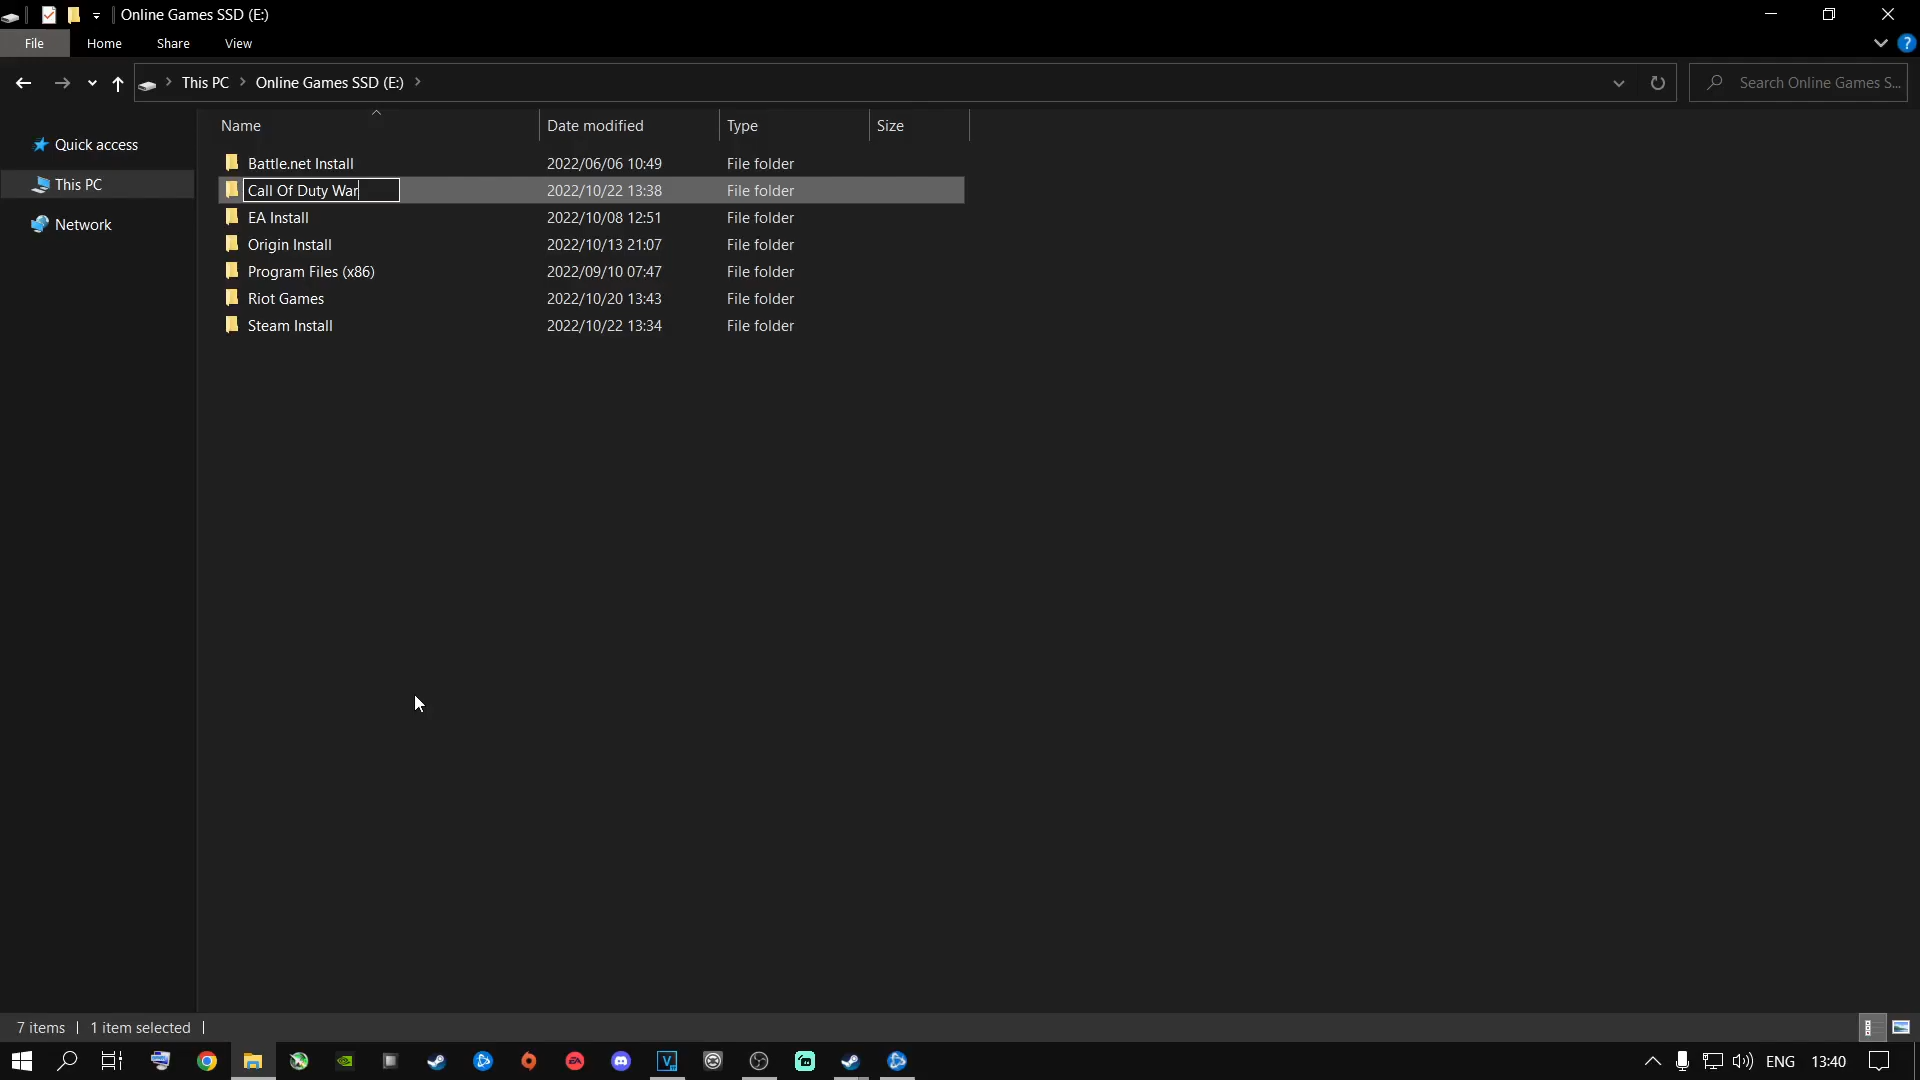 Online Games SSD (E:)
File Home Share View
?
This PC Online Games SSD (E:)
Search Online Games S...
Name Date modified Type Size
Quick access
This PC
Network
Battle.net Install 2022/06/06 10:49 File folder
Call Of Duty War 2022/10/22 13:38 File folder
EA Install 2022/10/08 12:51 File folder
Origin Install 2022/10/13 21:07 File folder
Program Files (x86) 2022/09/10 07:47 File folder
Riot Games 2022/10/20 13:43 File folder
Steam Install 2022/10/22 13:34 File folder
7 items 1 item selected
EA V ENG 13:40